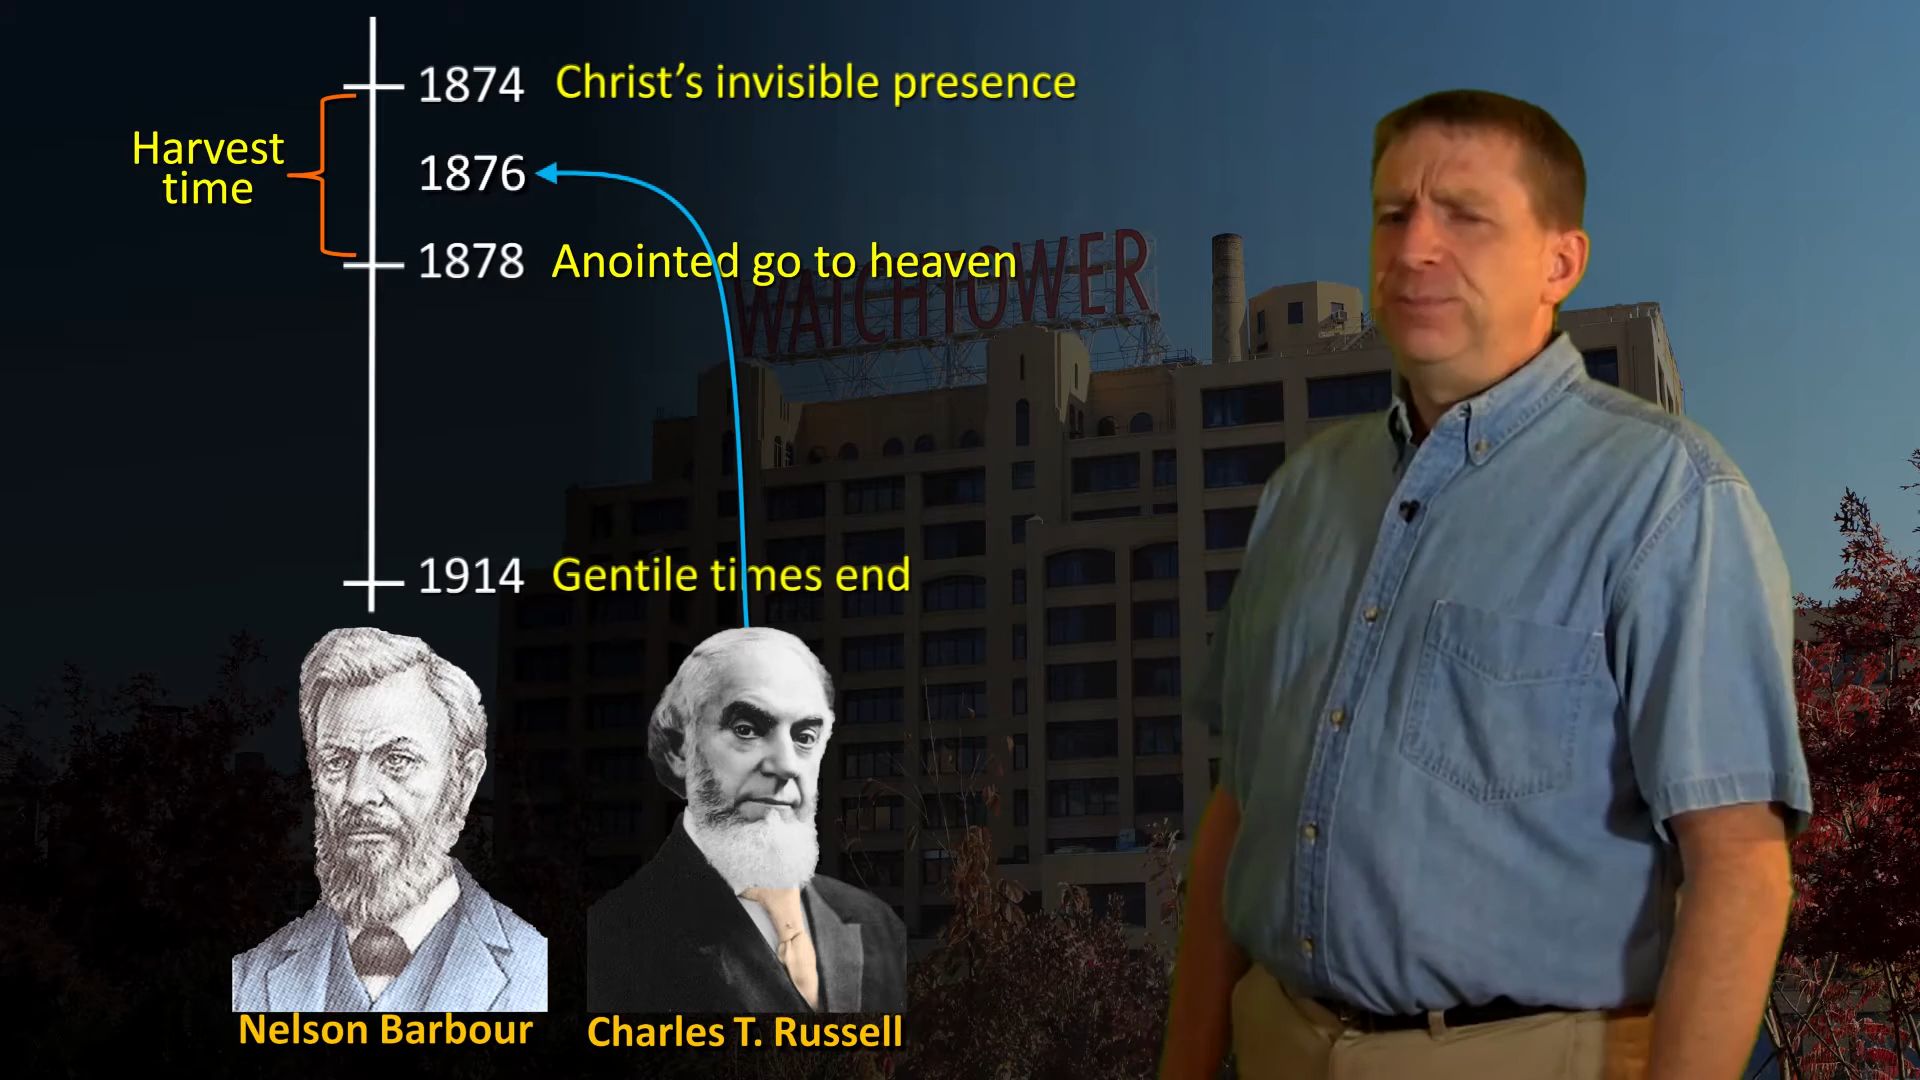 1874 Christ’s invisible presence
Harvest
time
1876
1878 Anointed go to heaven
WATCHTOWER
1914 Gentile times end
Nelson Barbour
Charles T. Russell